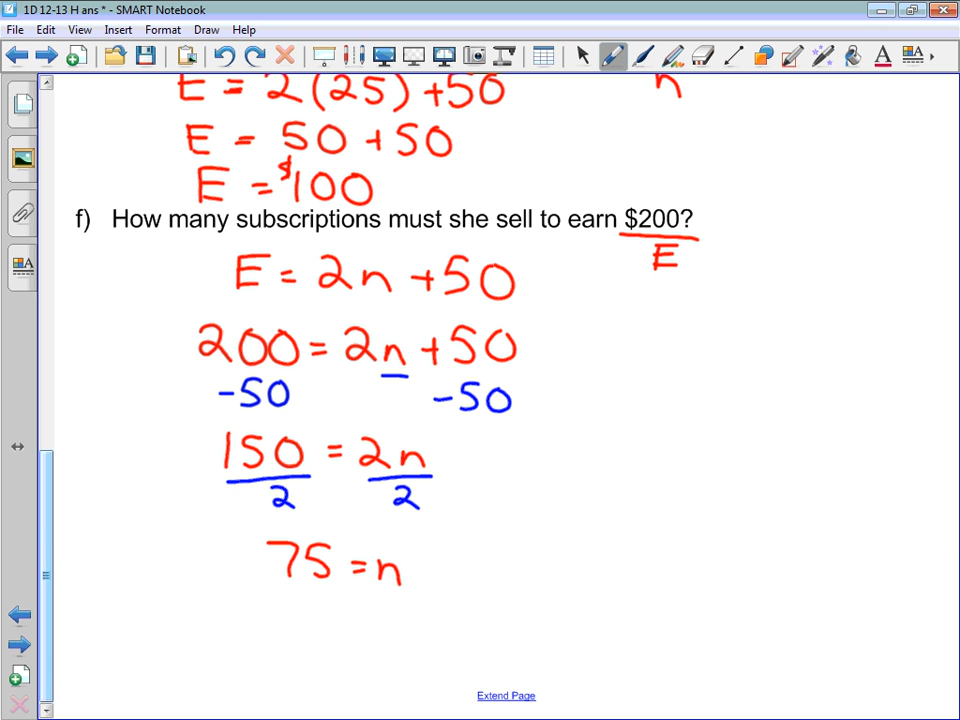 1D 12-13 H ans * - SMART Notebook
File Edit View Insert Format Draw Help
E = 2(25) +50
n
E = 50 +50
E = $100
f) How many subscriptions must she sell to earn $200?
E
E = 2n +50
200 = 2n +50
-50 -50
150 = 2n
2 2
75 = n
Extend Page